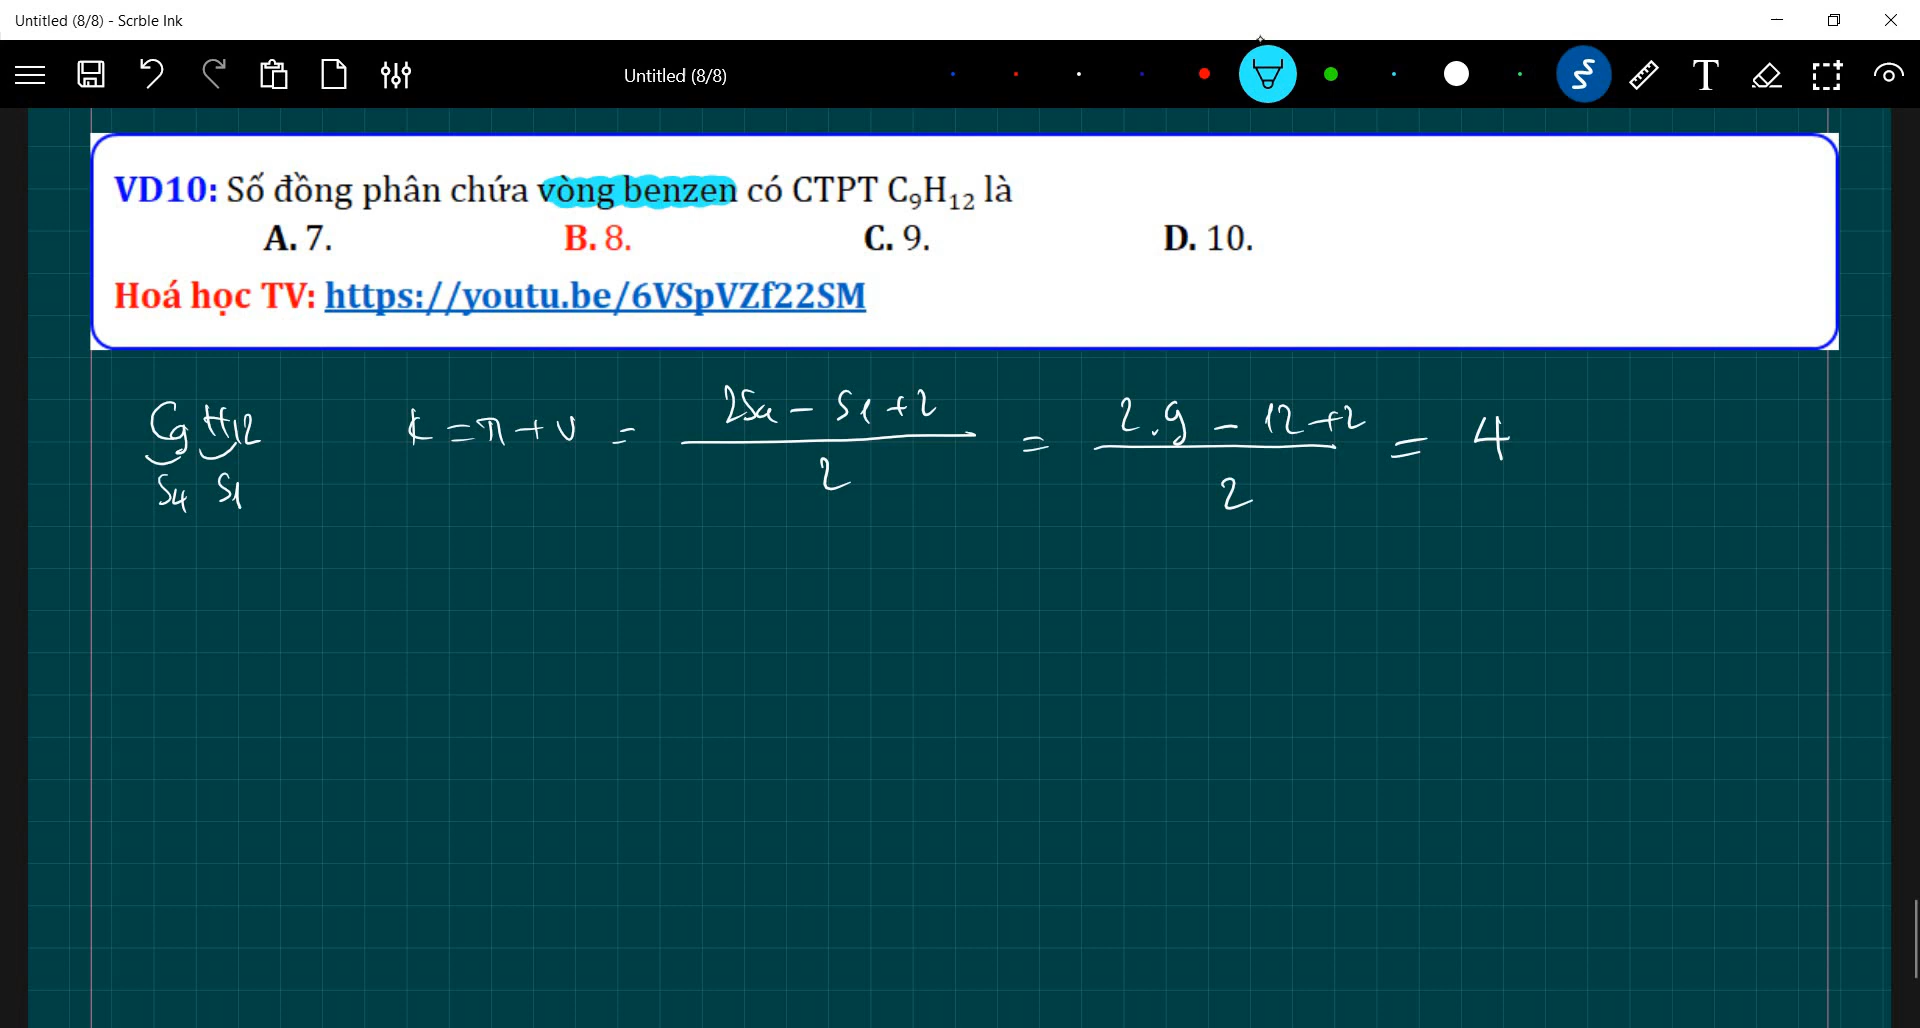 Untitled (8/8) - Scrble Ink
Untitled (8/8)
T
VD10: Số đồng phân chứa vòng benzen có CTPT C₉H₁₂ là
A. 7. B. 8. C. 9. D. 10.
Hoá học TV: https://youtu.be/6VSpVZf22SM
C₉H₁₂ k = π + v = (2S₄ - S₁ + 2)/2 = (2.9 - 12 + 2)/2 = 4
S₄ S₁